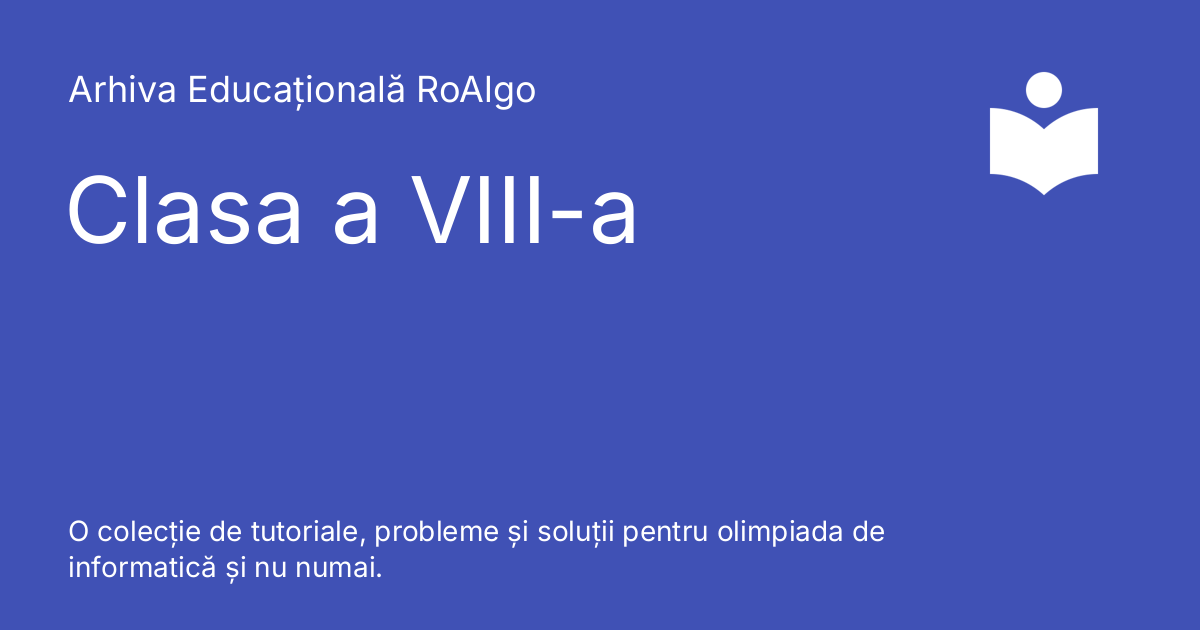 Arhiva Educațională RoAlgo
Clasa a VIII-a
O colecție de tutoriale, probleme și soluții pentru olimpiada de
informatică și nu numai.